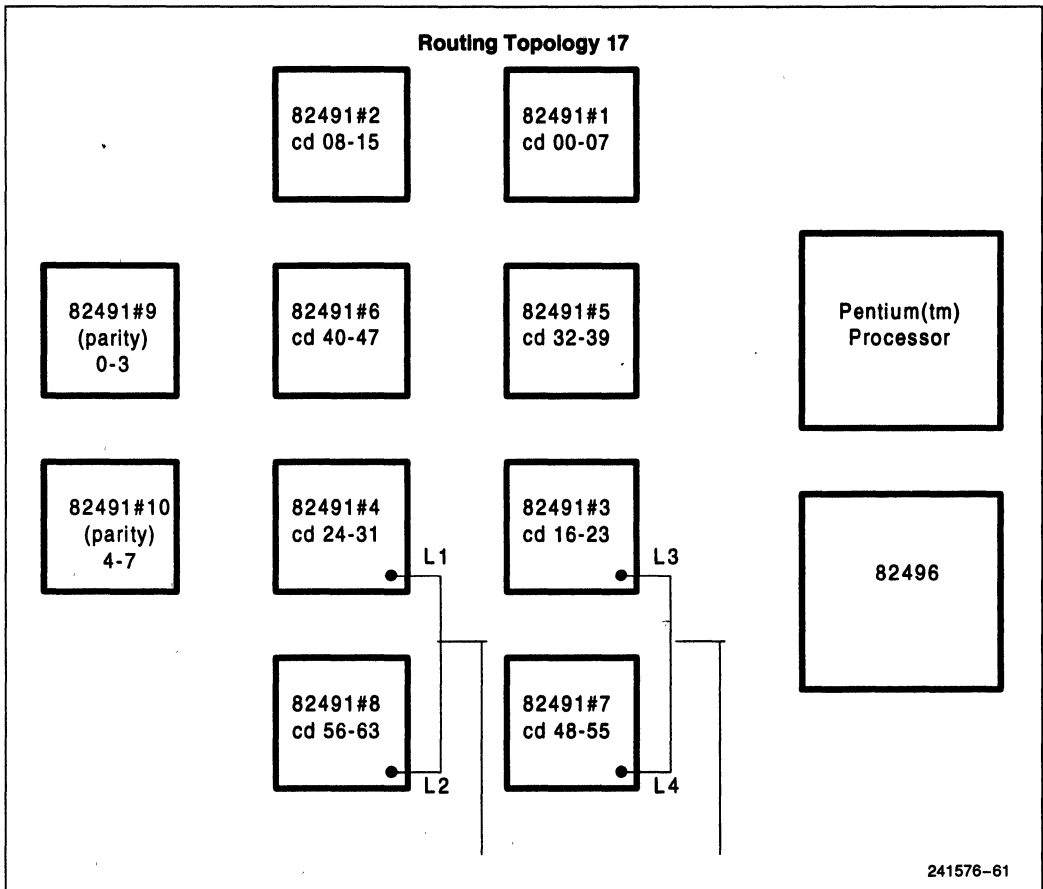 Routing Topology 17
82491#2
cd 08-15
82491#1
cd 00-07
82491#9
(parity)
0-3
82491#6
cd 40-47
82491#5
cd 32-39
Pentium(tm)
Processor
82491#10
(parity)
4-7
82491#4
cd 24-31
L1
82491#3
cd 16-23
L3
82496
82491#8
cd 56-63
L2
82491#7
cd 48-55
L4
241576-61